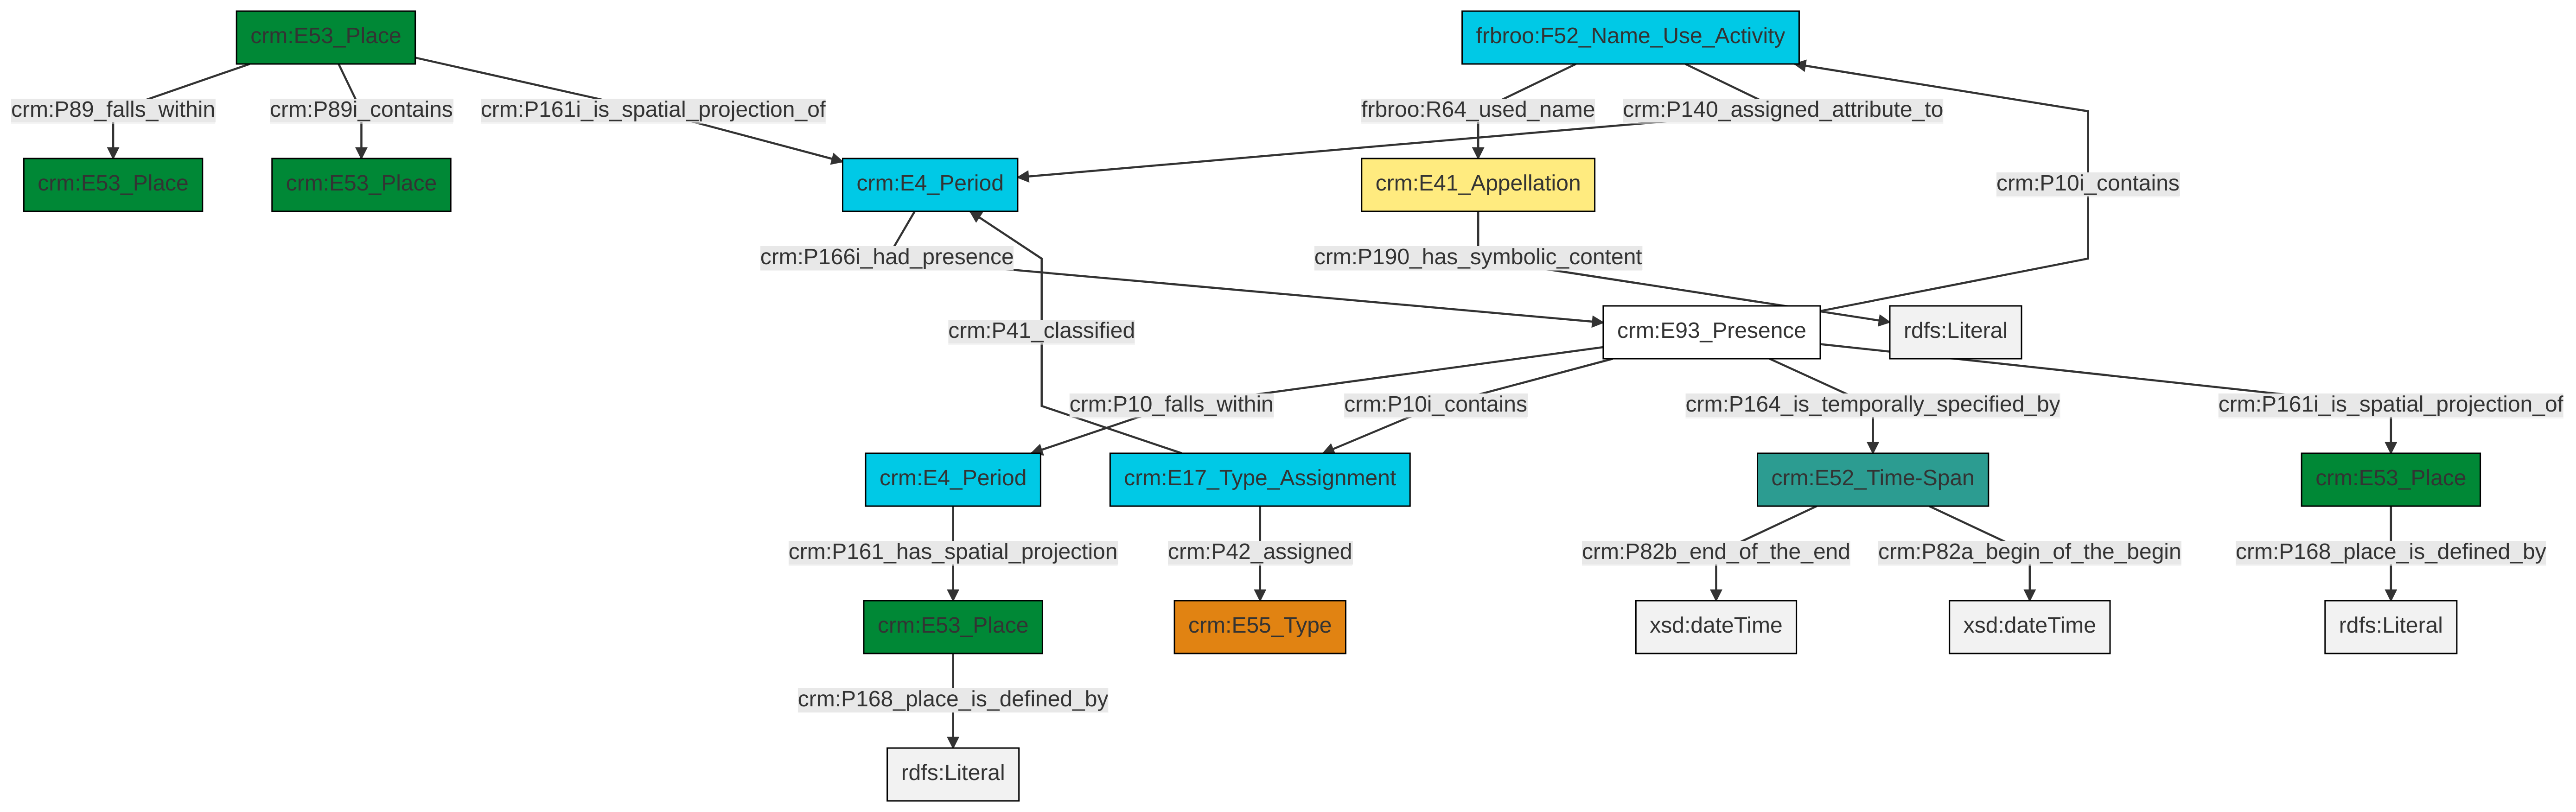 crm:E53_Place
frbroo:F52_Name_Use_Activity
crm:P89_falls_within
crm:P89i_contains
crm:P161i_is_spatial_projection_of
frbroo:R64_used_name
crm:P140_assigned_attribute_to
crm:E53_Place
crm:E53_Place
crm:E4_Period
crm:E41_Appellation
crm:P10i_contains
crm:P166i_had_presence
crm:P190_has_symbolic_content
crm:P41_classified
crm:E93_Presence
rdfs:Literal
crm:P10_falls_within
crm:P10i_contains
crm:P164_is_temporally_specified_by
crm:P161i_is_spatial_projection_of
crm:E4_Period
crm:E17_Type_Assignment
crm:E52_Time-Span
crm:E53_Place
crm:P161_has_spatial_projection
crm:P42_assigned
crm:P82b_end_of_the_end
crm:P82a_begin_of_the_begin
crm:P168_place_is_defined_by
crm:E53_Place
crm:E55_Type
xsd:dateTime
xsd:dateTime
rdfs:Literal
crm:P168_place_is_defined_by
rdfs:Literal